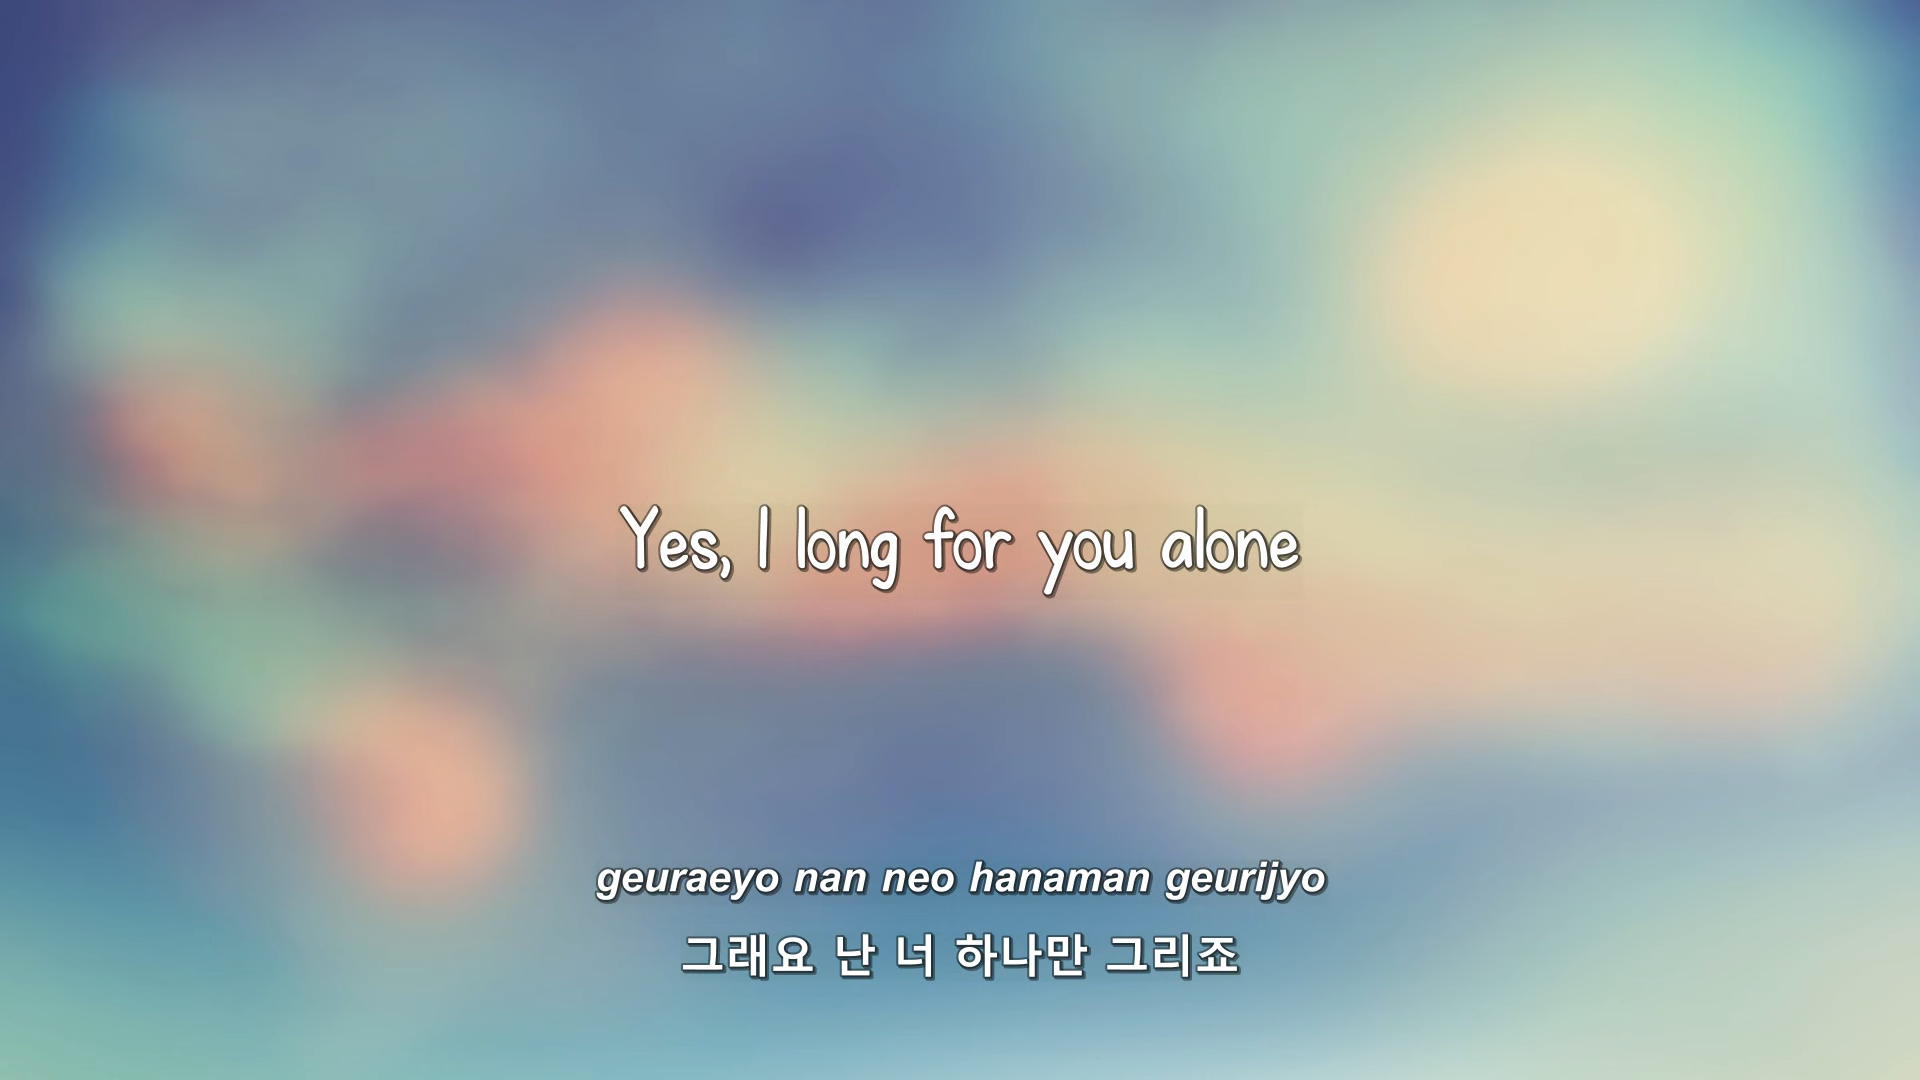 Yes, I long for you alone
geuraeyo nan neo hanaman geurijyo
그래요 난 너 하나만 그리죠